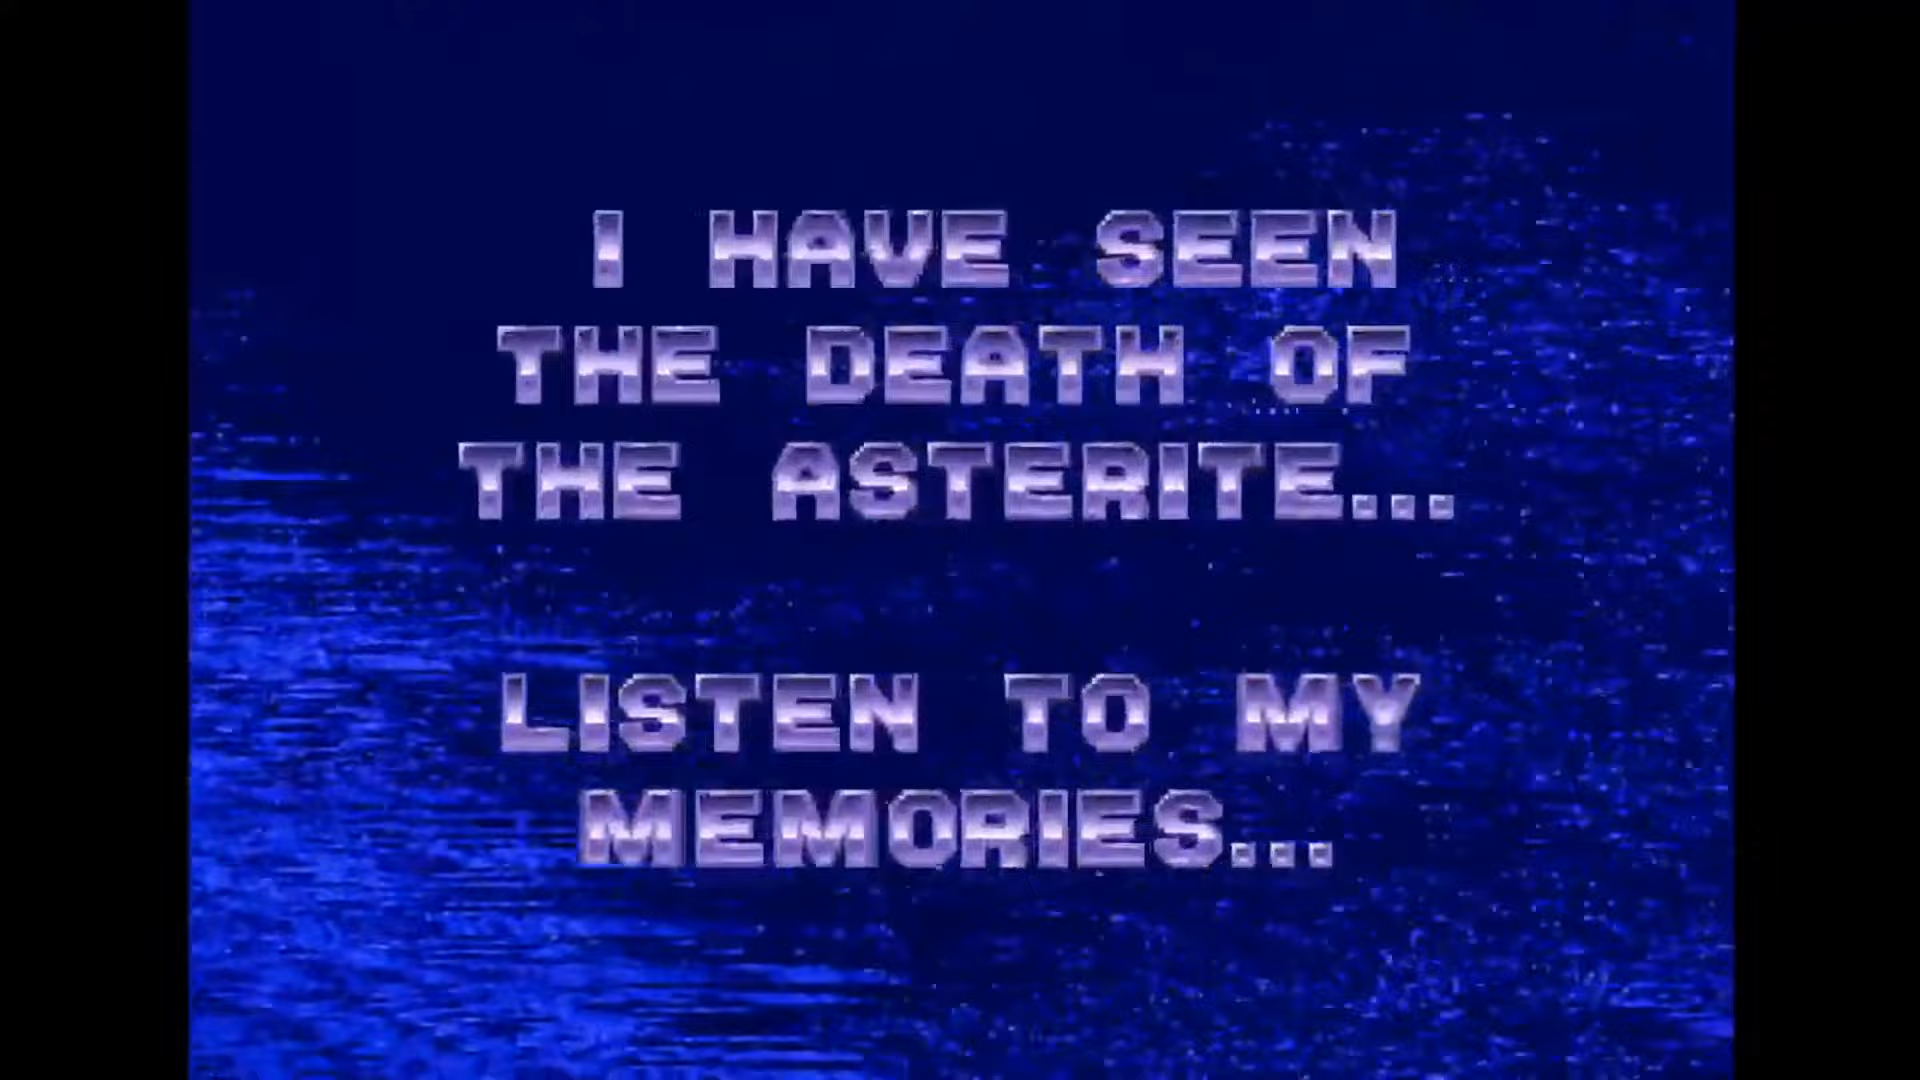 I HAVE SEEN
THE DEATH OF
THE ASTERITE...
LISTEN TO MY
MEMORIES...